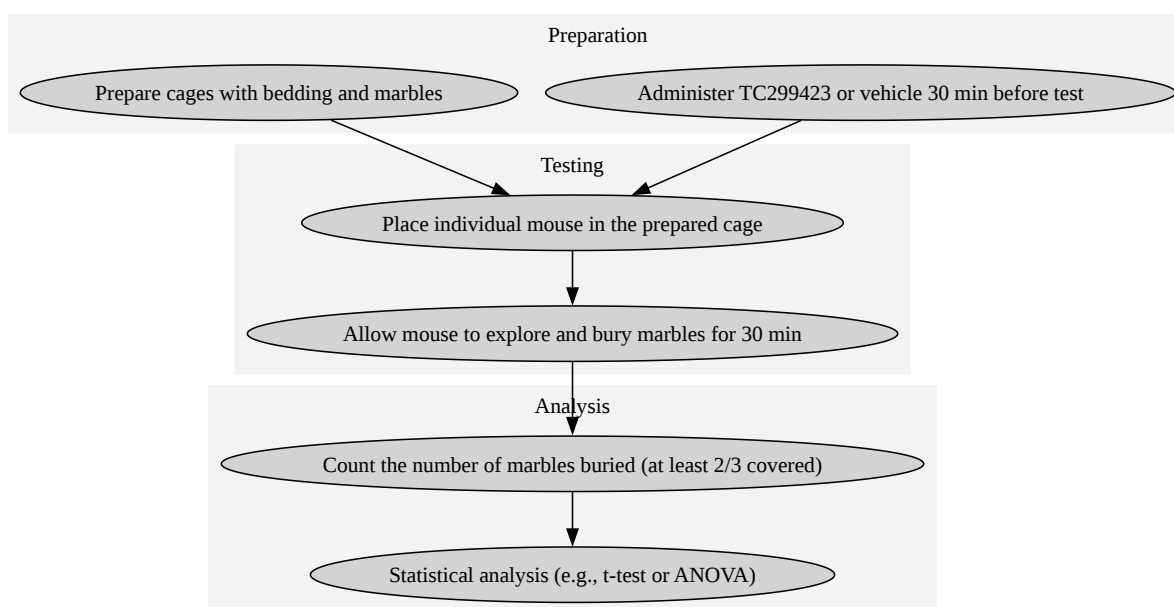 Preparation
Prepare cages with bedding and marbles
Administer TC299423 or vehicle 30 min before test
Testing
Place individual mouse in the prepared cage
Allow mouse to explore and bury marbles for 30 min
Analysis
Count the number of marbles buried (at least 2/3 covered)
Statistical analysis (e.g., t-test or ANOVA)